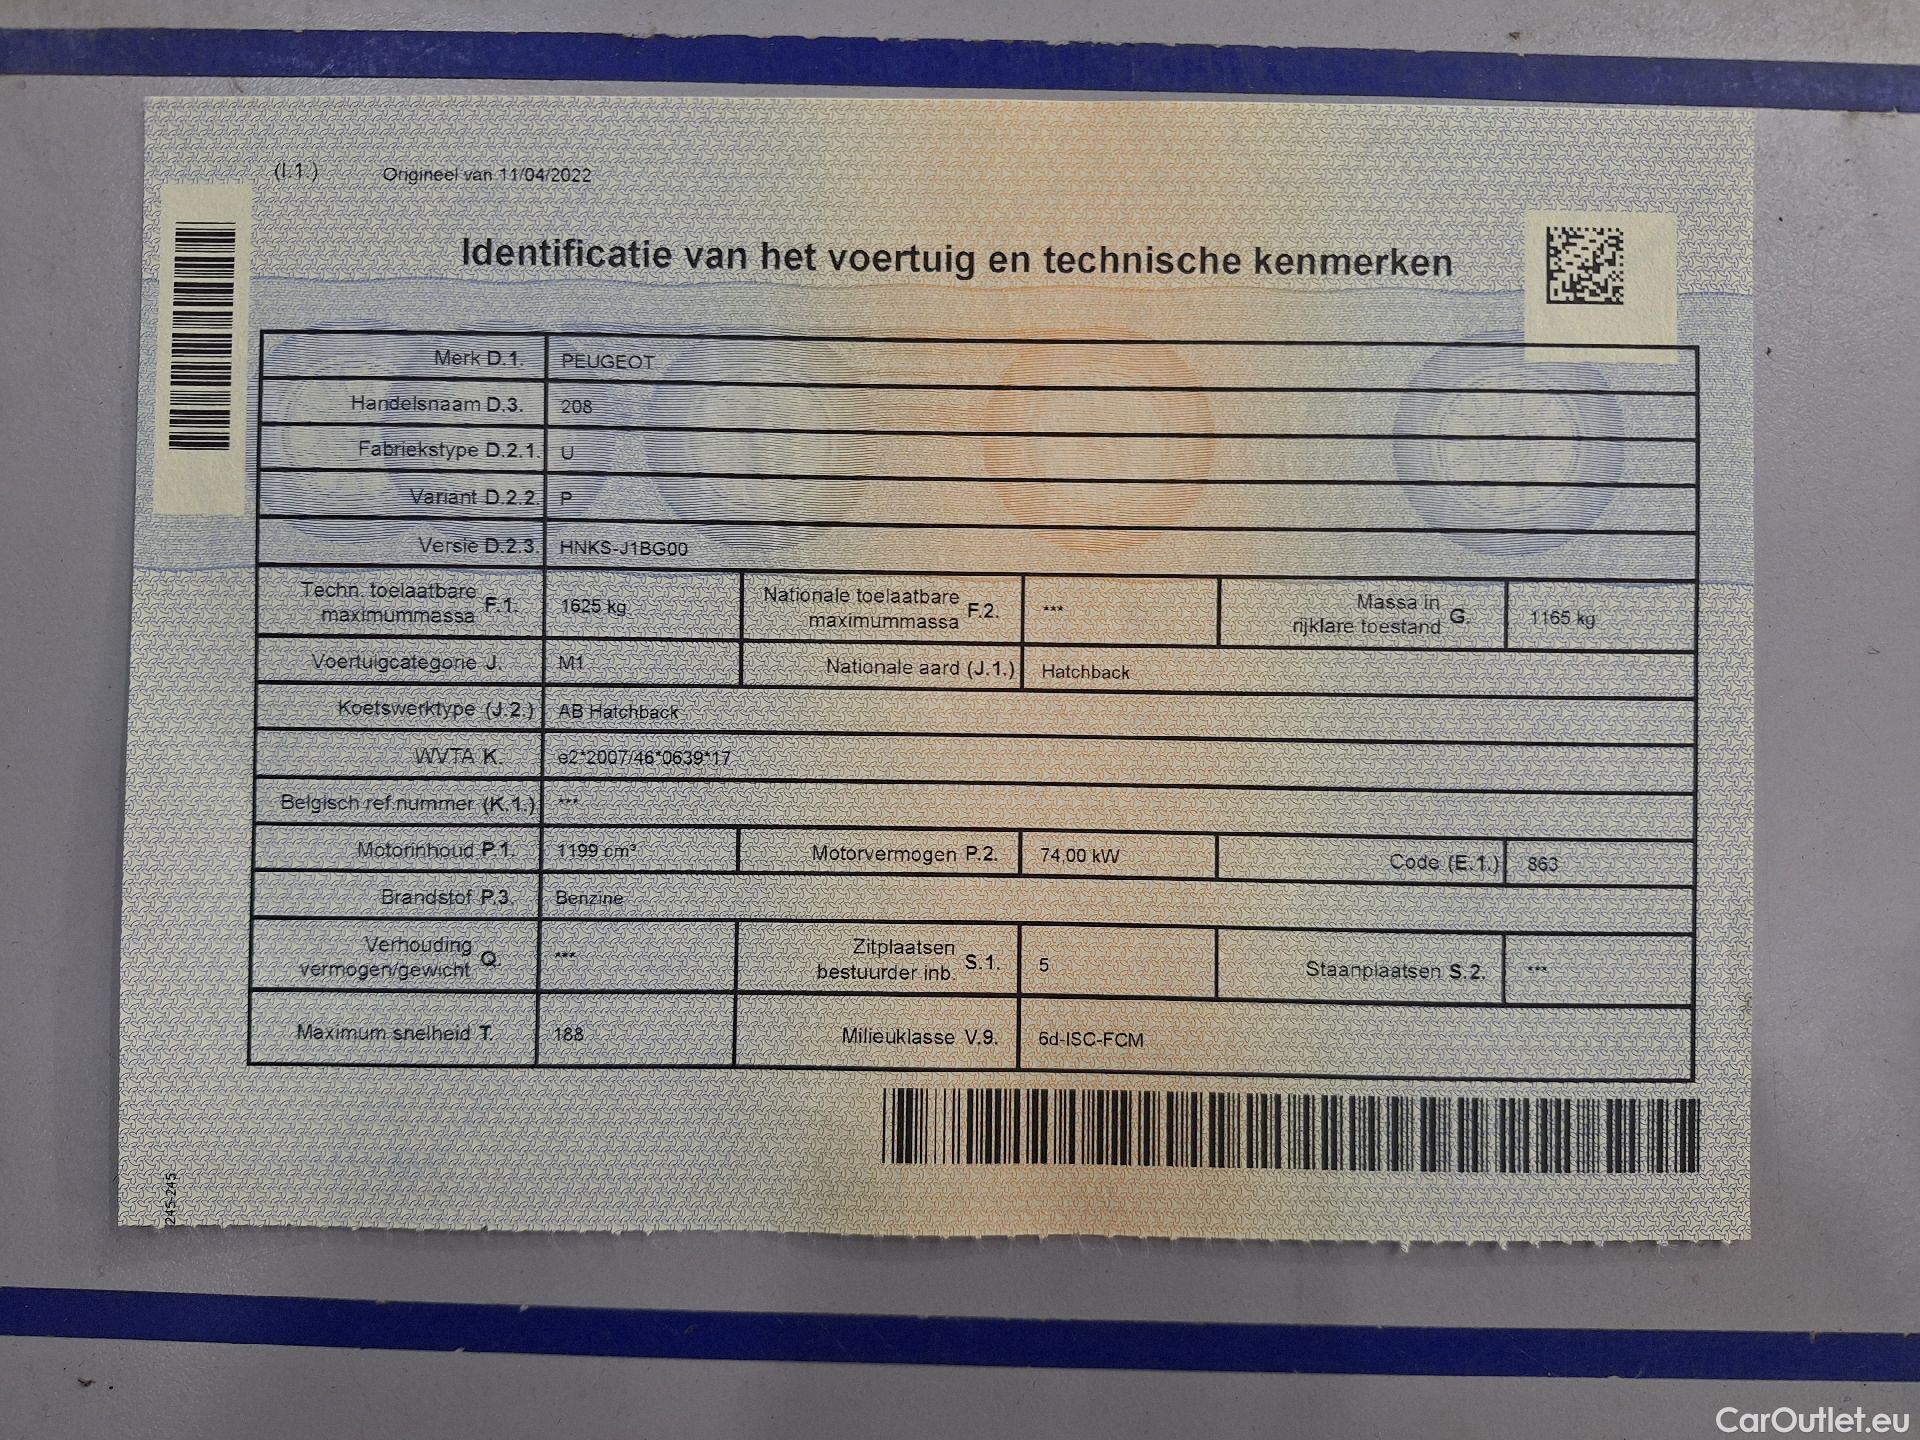 (I.1.) Origineel van 11/04/2022
Identificatie van het voertuig en technische kenmerken
Merk D.1. PEUGEOT
Handelsnaam D.3. 208
Fabriekstype D.2.1. U
Variant D.2.2. P
Versie D.2.3. HNKS-J1BG00
Techn. toelaatbare maximummassa F.1. 1625 kg Nationale toelaatbare maximummassa F.2. *** Massa in rijklare toestand G. 1165 kg
Voertuigcategorie J. M1 Nationale aard (J.1.) Hatchback
Koetswerktype (J.2.) AB Hatchback
WVTA K. e2*2007/46*0639*17
Belgisch ref.nummer (K.1.) ***
Motorinhoud P.1. 1199 cm³ Motorvermogen P.2. 74,00 kW Code (E.1.) 863
Brandstof P.3. Benzine
Verhouding vermogen/gewicht Q. *** Zitplaatsen bestuurder inb. S.1. 5 Staanplaatsen S.2. ***
Maximum snelheid T. 188 Milieuklasse V.9. 6d-ISC-FCM
245-245
CarOutlet.eu